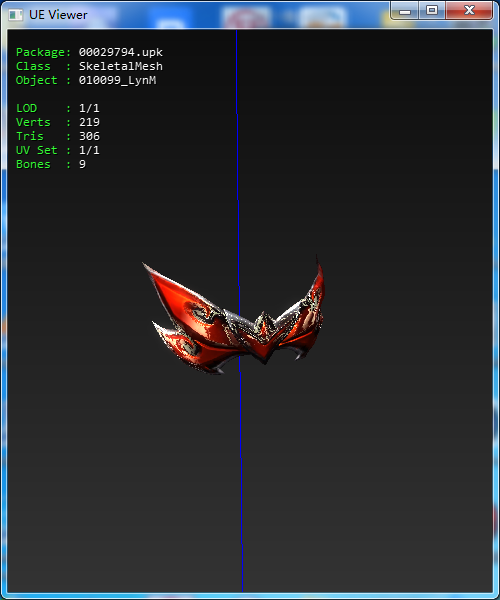 UE Viewer
Package: 00029794.upk
Class : SkeletalMesh
Object : 010099_LynM
LOD : 1/1
Verts : 219
Tris : 306
UV Set : 1/1
Bones : 9